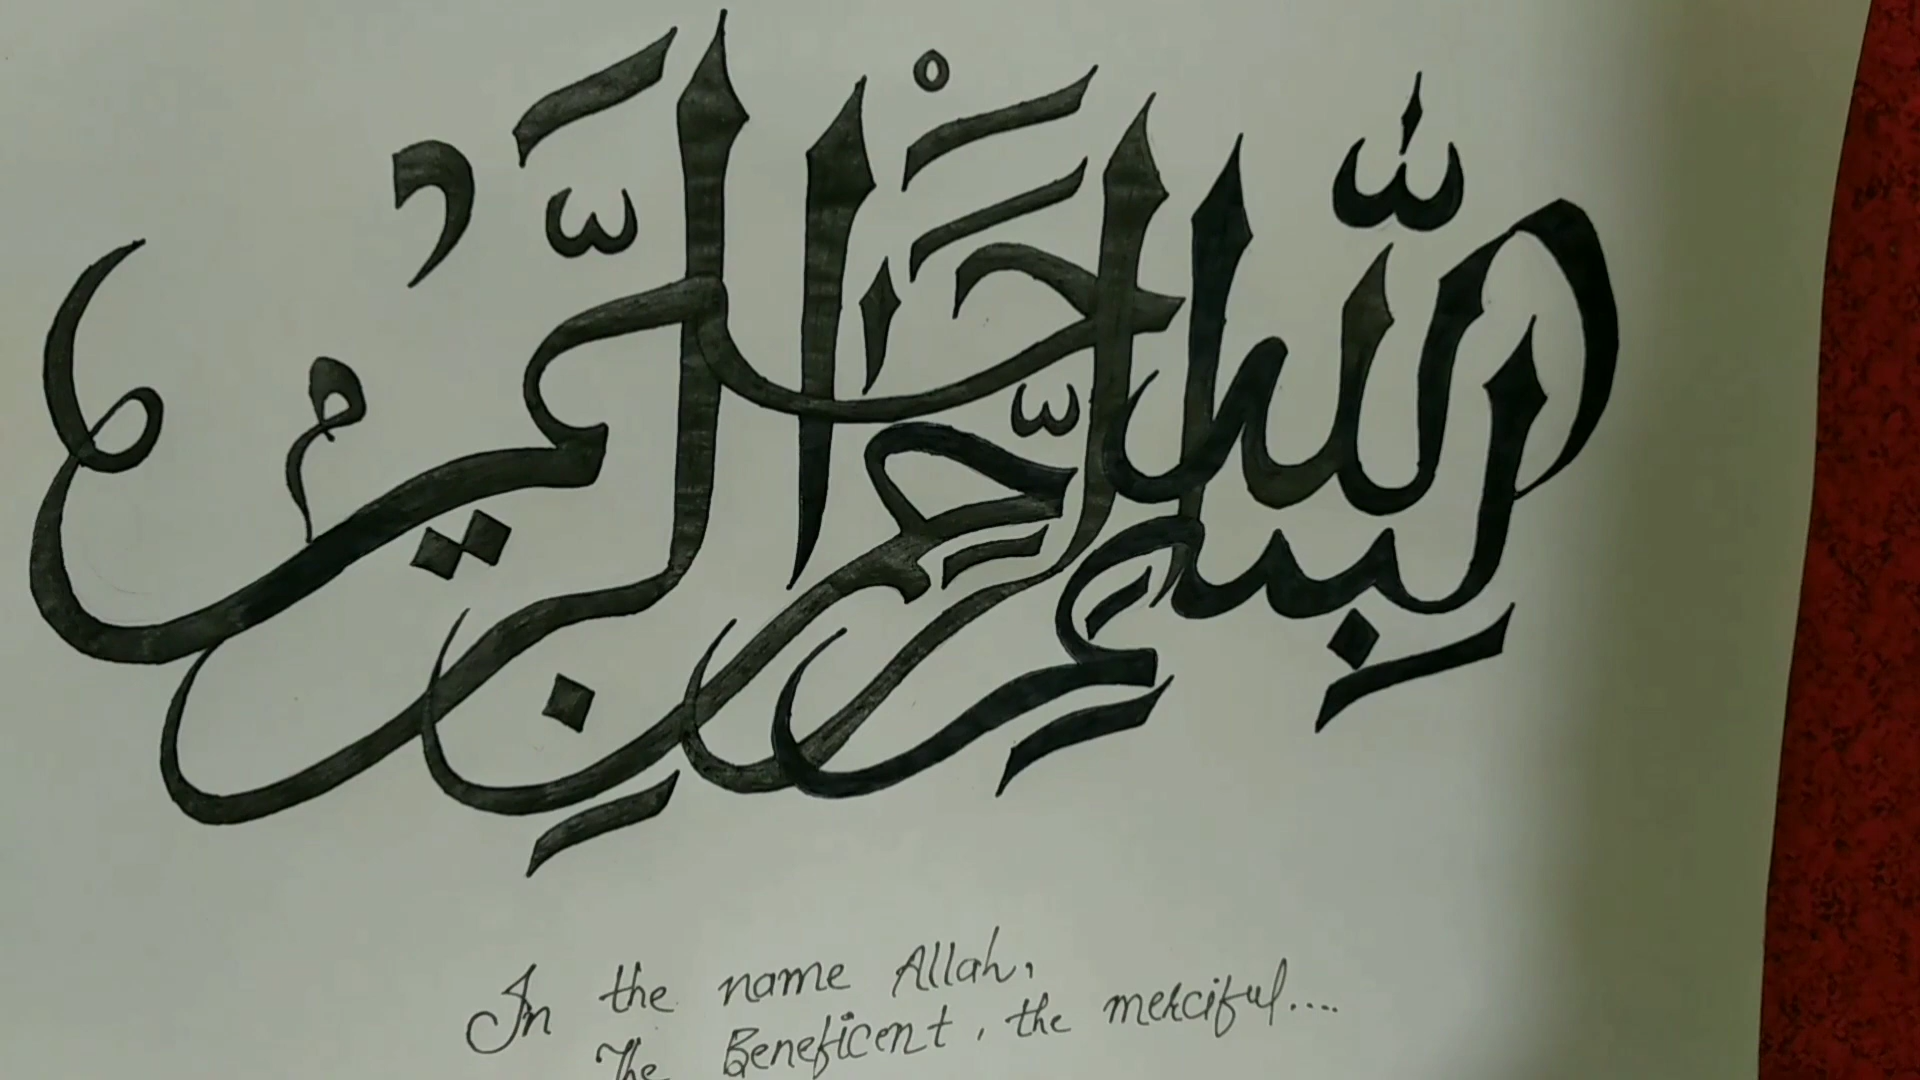 بسم الله الرحمن الرحيم
In the name Allah,
The Beneficent, the merciful....